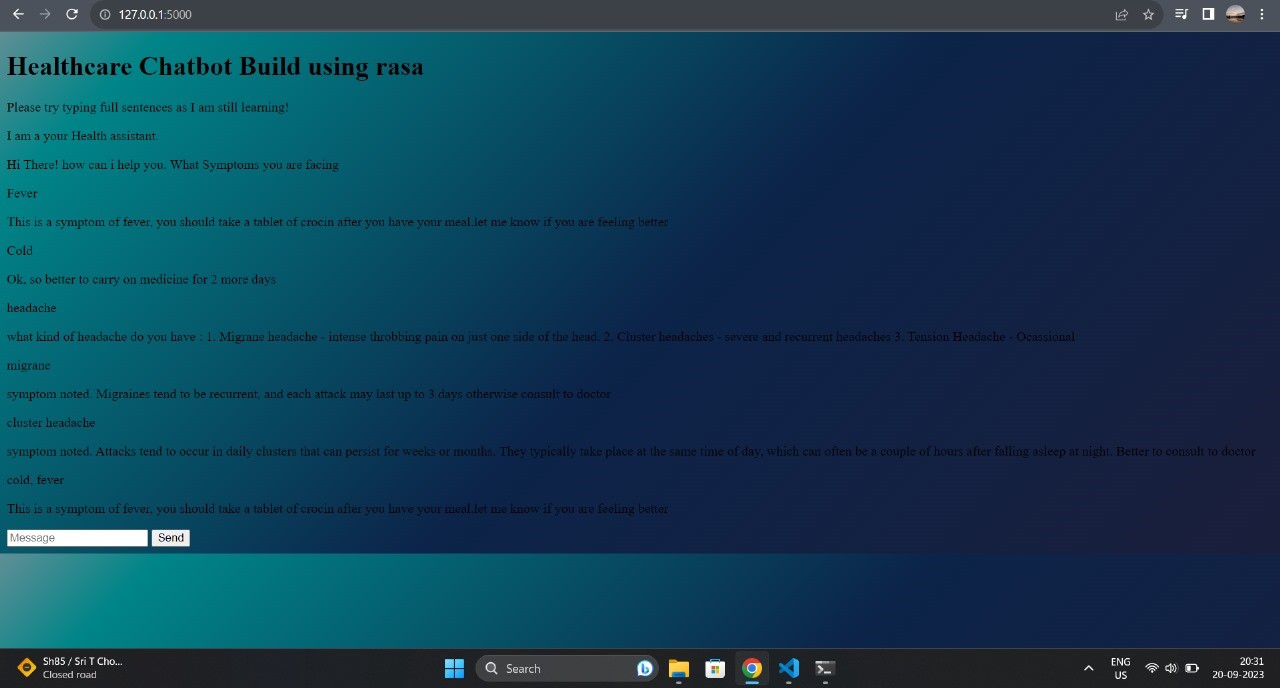 127.0.0.1:5000
Healthcare Chatbot Build using rasa
Please try typing full sentences as I am still learning!
I am a your Health assistant.
Hi There! how can i help you. What Symptoms you are facing
Fever
This is a symptom of fever, you should take a tablet of crocin after you have your meal.let me know if you are feeling better
Cold
Ok, so better to carry on medicine for 2 more days
headache
what kind of headache do you have : 1. Migrane headache - intense throbbing pain on just one side of the head. 2. Cluster headaches - severe and recurrent headaches 3. Tension Headache - Ocassional
migrane
symptom noted. Migraines tend to be recurrent, and each attack may last up to 3 days otherwise consult to doctor
cluster headache
symptom noted. Attacks tend to occur in daily clusters that can persist for weeks or months. They typically take place at the same time of day, which can often be a couple of hours after falling asleep at night. Better to consult to doctor
cold, fever
This is a symptom of fever, you should take a tablet of crocin after you have your meal.let me know if you are feeling better
Message Send
Sh85 / Sri T Cho...
Closed road
Search
ENG
US
20:31
20-09-2023